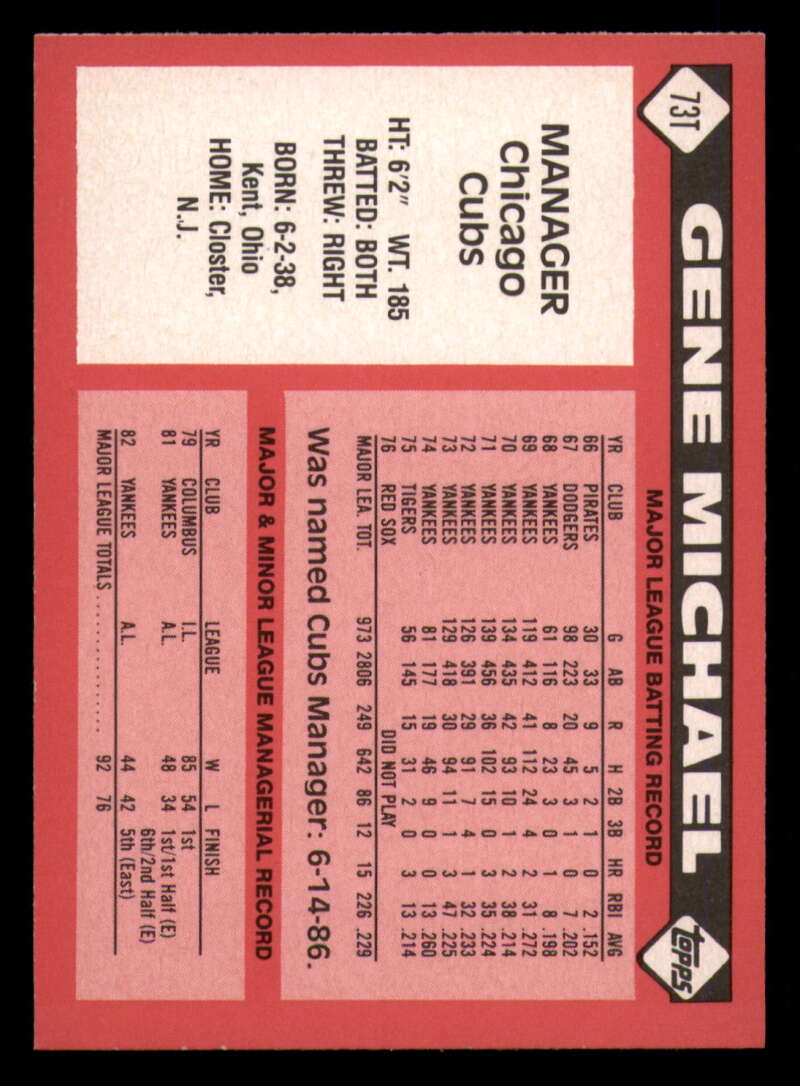 73T
GENE MICHAEL
TOPPS
MANAGER
Chicago
Cubs
HT: 6'2" WT. 185
BATTED: BOTH
THREW: RIGHT
BORN: 6-2-38,
Kent, Ohio
HOME: Closter,
N.J.
MAJOR LEAGUE BATTING RECORD
YR CLUB G AB R H 2B 3B HR RBI AVG
66 PIRATES 30 33 9 5 2 1 0 2 .152
67 DODGERS 98 223 20 45 3 1 0 7 .202
68 YANKEES 61 116 8 23 3 0 1 8 .198
69 YANKEES 119 412 41 112 24 4 2 31 .272
70 YANKEES 134 435 42 93 10 1 2 38 .214
71 YANKEES 139 456 36 102 15 0 3 35 .224
72 YANKEES 126 391 29 91 7 4 1 32 .233
73 YANKEES 129 418 30 94 11 1 3 47 .225
74 YANKEES 81 177 19 46 9 0 0 13 .260
75 TIGERS 56 145 15 31 2 0 3 13 .214
76 RED SOX DID NOT PLAY
MAJOR LEA. TOT. 973 2806 249 642 86 12 15 226 .229
Was named Cubs Manager: 6-14-86.
MAJOR & MINOR LEAGUE MANAGERIAL RECORD
YR CLUB LEAGUE W L FINISH
79 COLUMBUS I.L. 85 54 1st
81 YANKEES A.L. 48 34 1st/1st Half (E)
6th/2nd Half (E)
82 YANKEES A.L. 44 42 5th (East)
MAJOR LEAGUE TOTALS............... 92 76